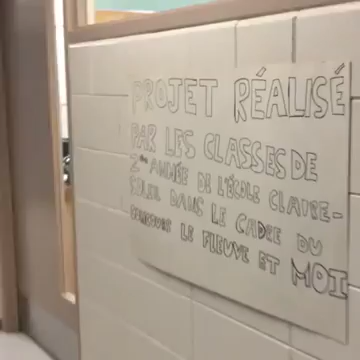 PROJET RÉALISÉ
PAR LES CLASSES DE
2ème ANNÉE DE L'ÉCOLE CLAIRE-
SOLEIL DANS LE CADRE DU
CONCOURS LE FLEUVE ET MOI